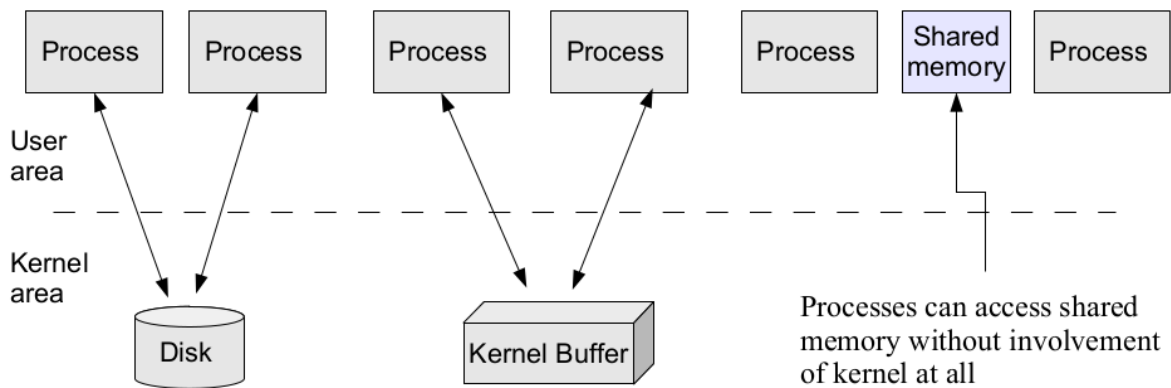 Process
Process
Process
Process
Process
Shared
memory
Process
User
area
Kernel
area
Disk
Kernel Buffer
Processes can access shared
memory without involvement
of kernel at all